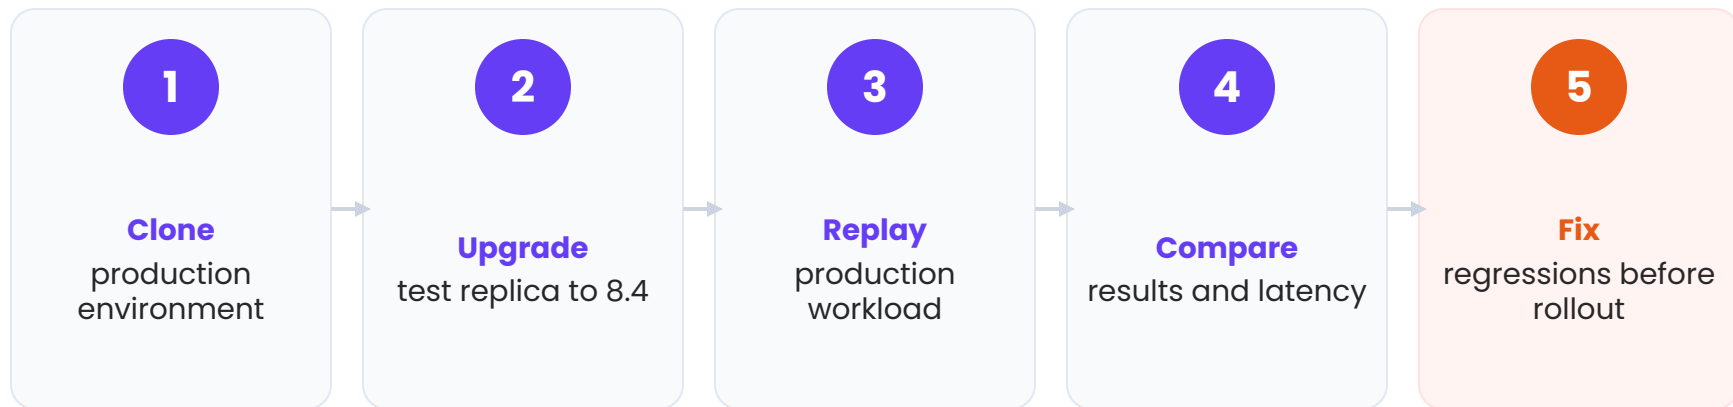 1
Clone
production
environment
2
Upgrade
test replica to 8.4
3
Replay
production
workload
4
Compare
results and latency
5
Fix
regressions before
rollout